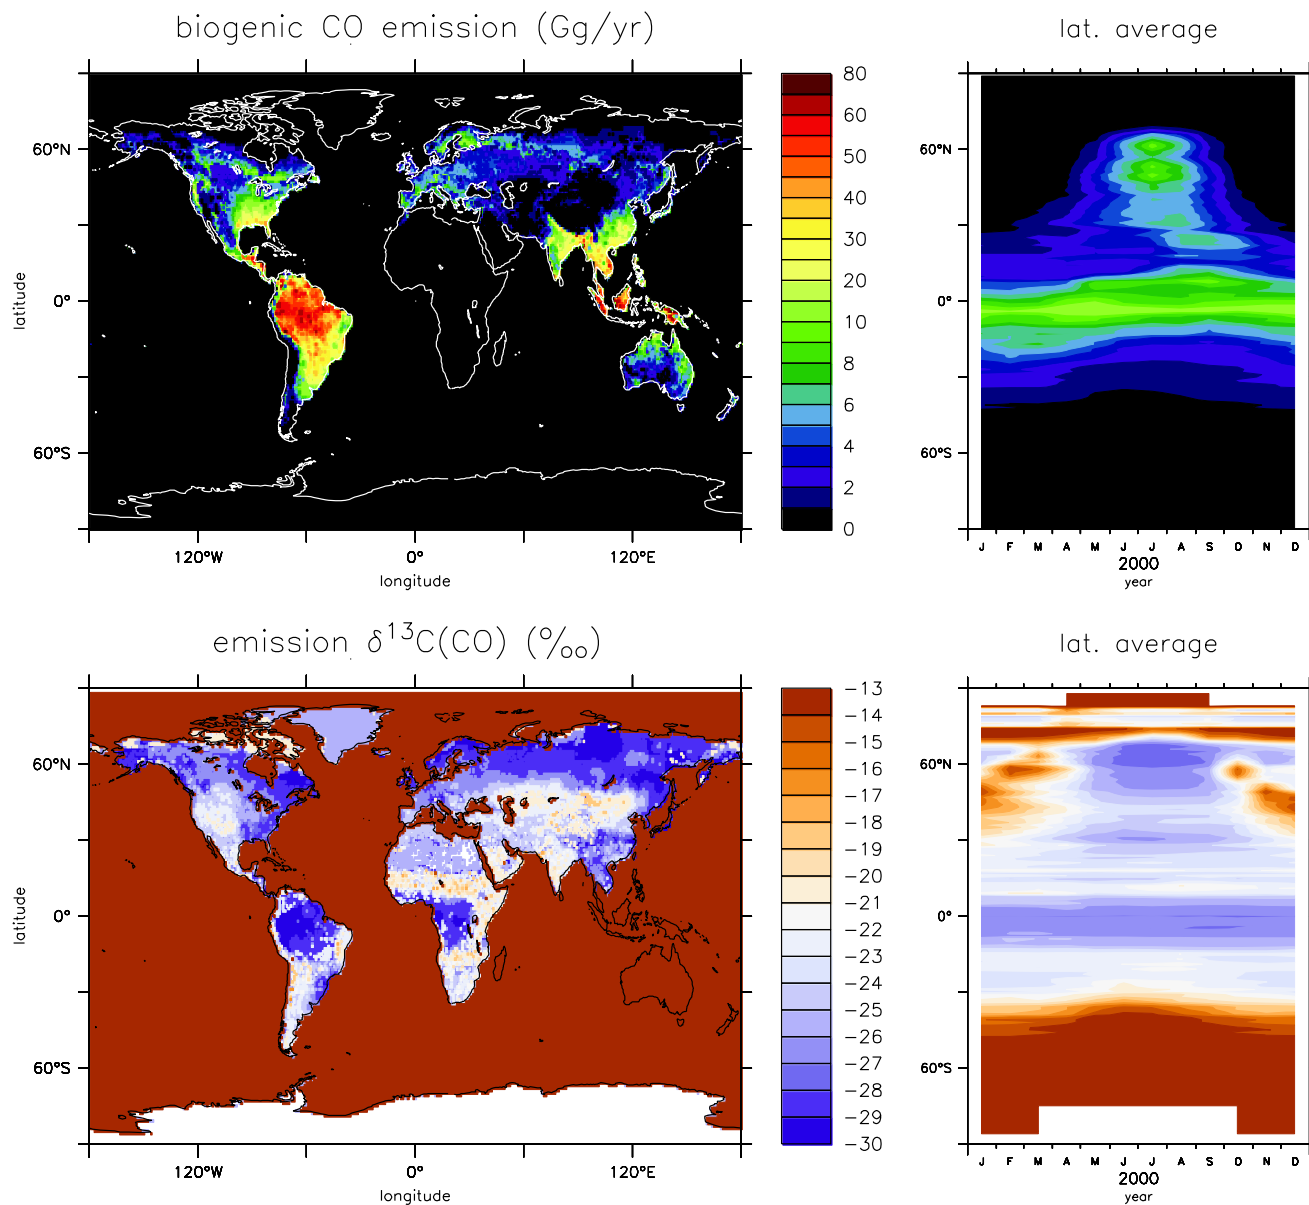 biogenic CO emission (Gg/yr)
lat. average
60°N
0°
60°S
latitude
120°W
0°
120°E
longitude
80
60
50
40
30
20
10
8
6
4
2
0
60°N
0°
60°S
J F M A M J J A S O N D
2000
year
emission δ¹³C(CO) (‰)
lat. average
60°N
0°
60°S
latitude
120°W
0°
120°E
longitude
−13
−14
−15
−16
−17
−18
−19
−20
−21
−22
−23
−24
−25
−26
−27
−28
−29
−30
60°N
0°
60°S
J F M A M J J A S O N D
2000
year